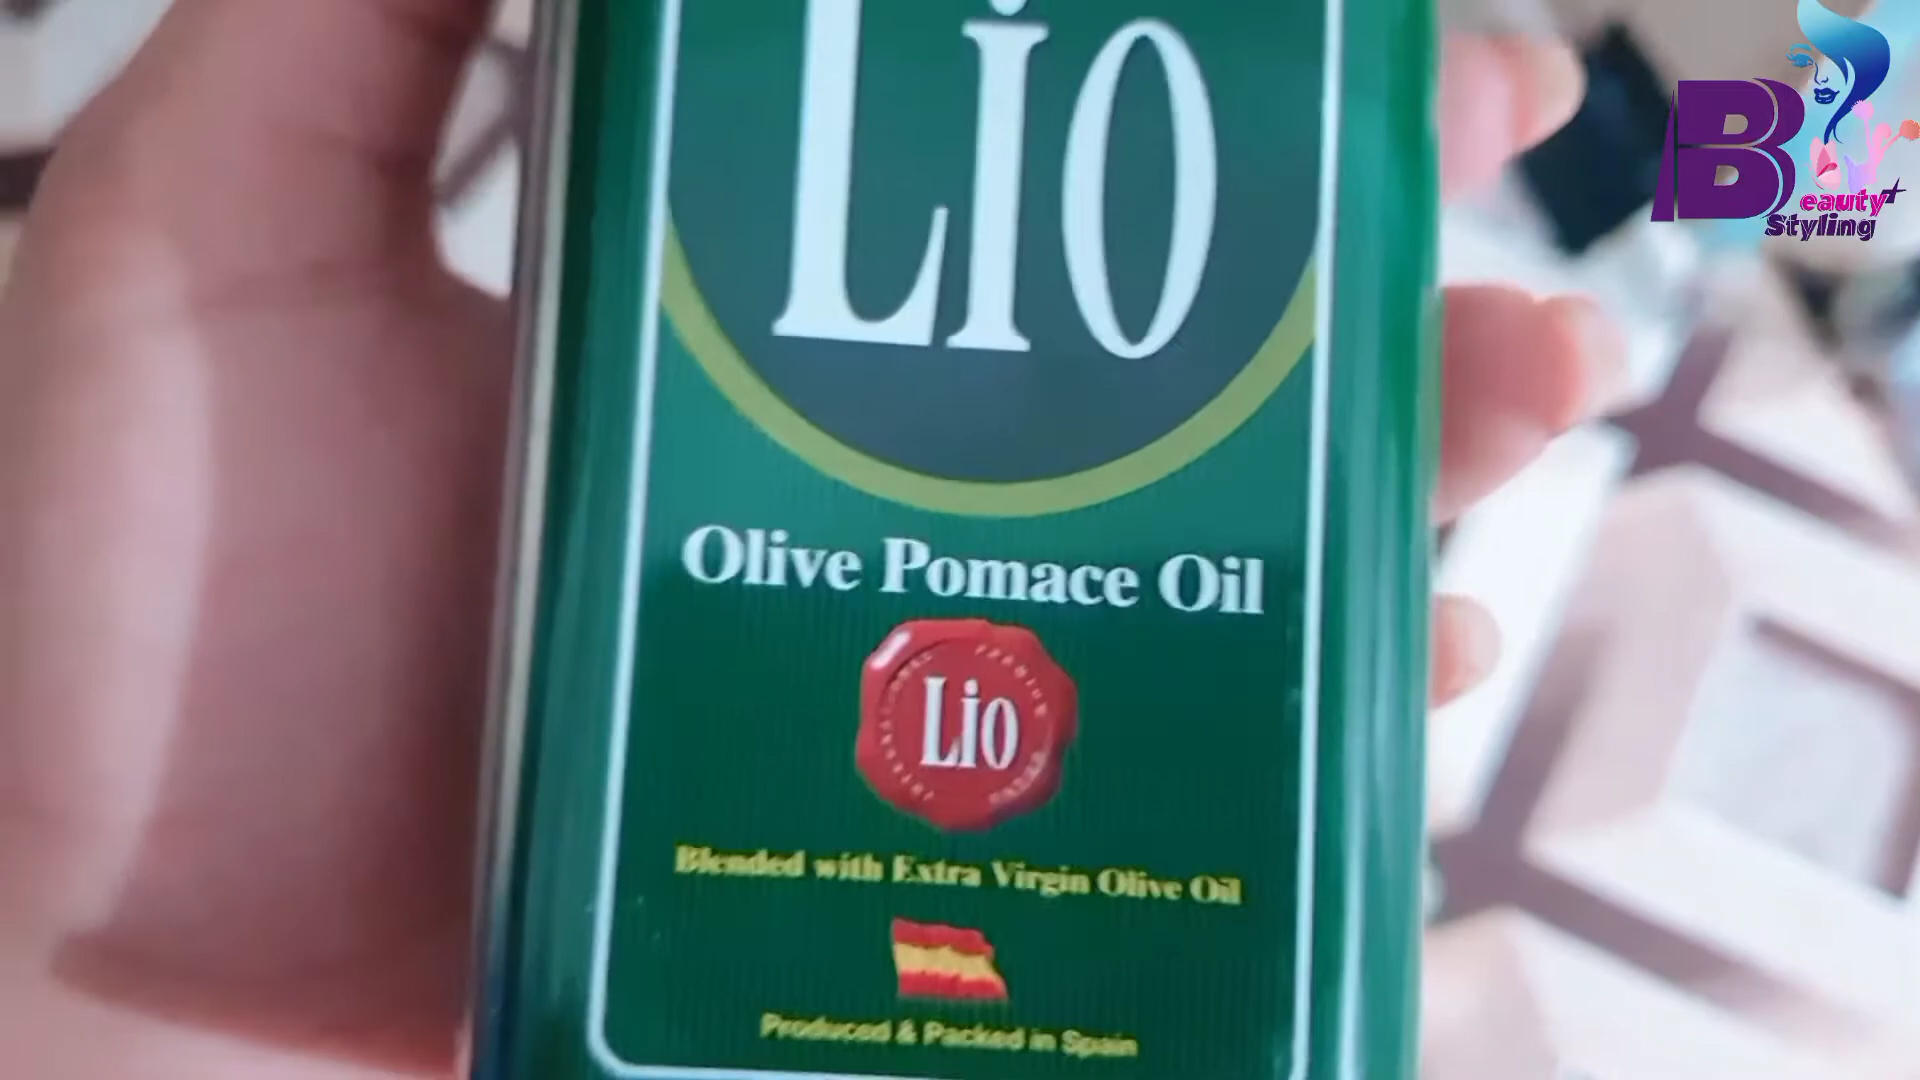 Lio
Olive Pomace Oil
Lio
Blended with Extra Virgin Olive Oil
Produced & Packed in Spain
Beauty+
Styling